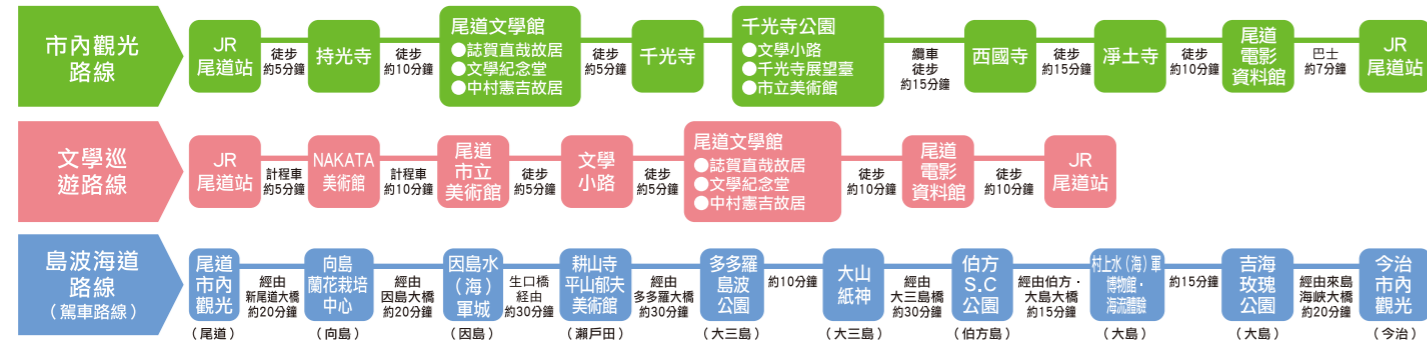 市內觀光
路線
JR
尾道站
徒步
約5分鐘
持光寺
徒步
約10分鐘
尾道文學館
●誌賀直哉故居
●文學紀念堂
●中村憲吉故居
徒步
約5分鐘
千光寺
千光寺公園
●文學小路
●千光寺展望臺
●市立美術館
纜車
徒步
約15分鐘
西國寺
徒步
約15分鐘
凈土寺
徒步
約10分鐘
尾道
電影
資料館
巴士
約7分鐘
JR
尾道站
文學巡
遊路線
JR
尾道站
計程車
約5分鐘
NAKATA
美術館
計程車
約10分鐘
尾道
市立
美術館
徒步
約5分鐘
文學
小路
徒步
約5分鐘
尾道文學館
●誌賀直哉故居
●文學紀念堂
●中村憲吉故居
徒步
約10分鐘
尾道
電影
資料館
徒步
約10分鐘
JR
尾道站
島波海道
路線
（駕車路線）
尾道
市內
觀光
（尾道）
經由
新尾道大橋
約20分鐘
向島
蘭花栽培
中心
（向島）
經由
因島大橋
約20分鐘
因島水
（海）
軍城
（因島）
生口橋
経由
約30分鐘
耕山寺
平山郁夫
美術館
（瀨戶田）
經由
多多羅大橋
約30分鐘
多多羅
島波
公園
（大三島）
約10分鐘
大山
紙神
（大三島）
經由
大三島橋
約30分鐘
伯方
S.C
公園
（伯方島）
經由伯方・
大島大橋
約15分鐘
村上水（海）軍
博物館・
海流體驗
（大島）
約15分鐘
吉海
玫瑰
公園
（大島）
經由來島
海峽大橋
約20分鐘
今治
市內
觀光
（今治）